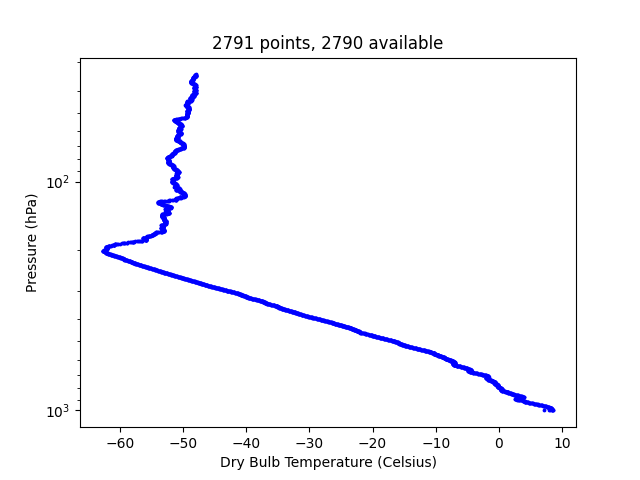 2791 points, 2790 available
Pressure (hPa)
10²
10³
−60 −50 −40 −30 −20 −10 0 10
Dry Bulb Temperature (Celsius)